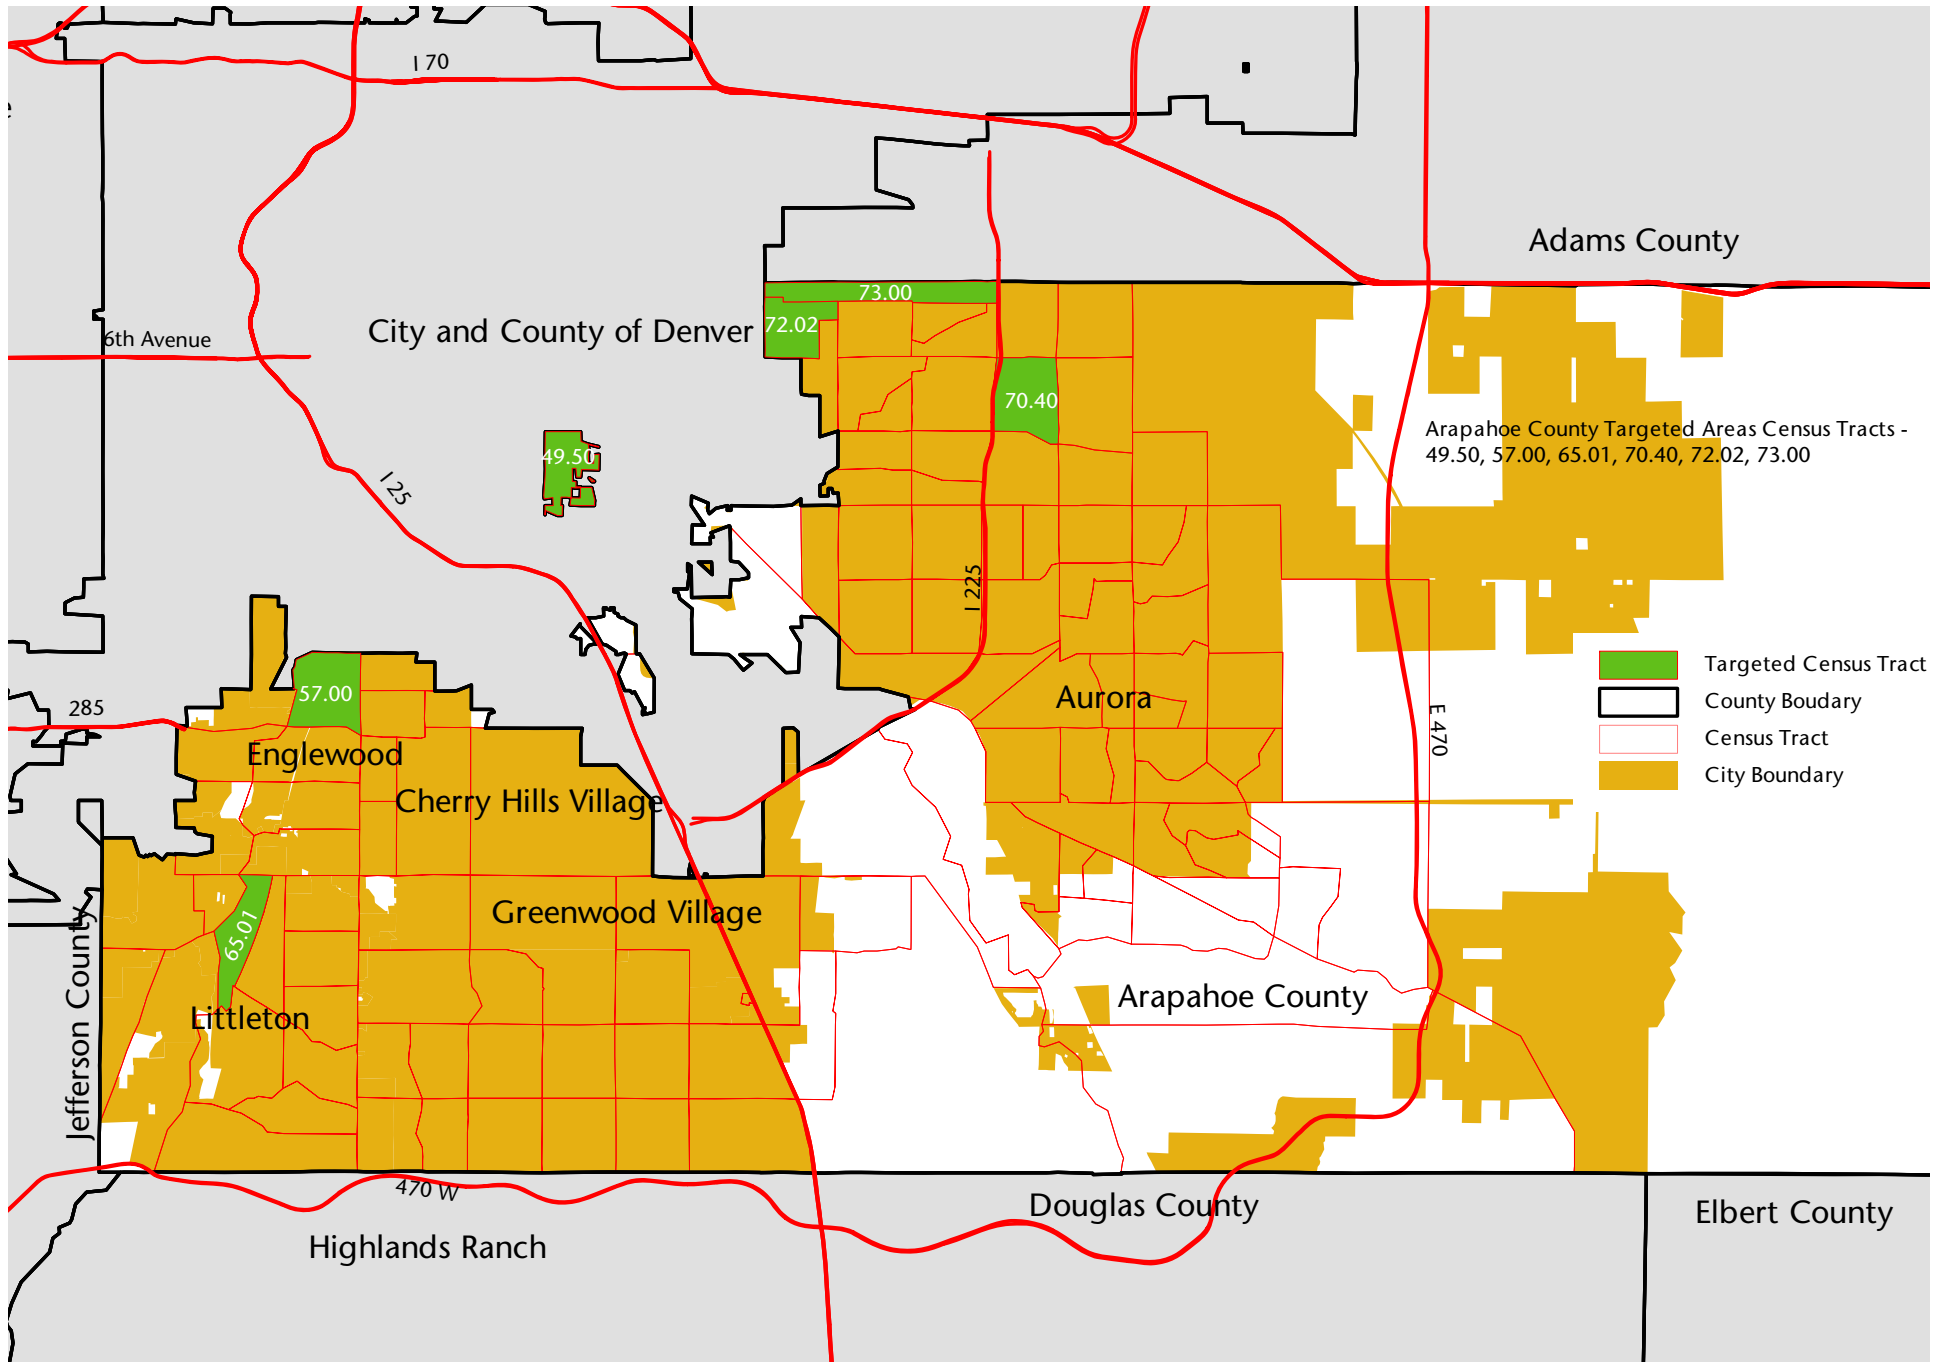 I 70
e
Adams County
73.00
City and County of Denver
72.02
6th Avenue
70.40
Arapahoe County Targeted Areas Census Tracts -
49.50, 57.00, 65.01, 70.40, 72.02, 73.00
49.50
I 25
I 225
Targeted Census Tract
57.00
Aurora
County Boudary
285
E 470
Census Tract
Englewood
City Boundary
Cherry Hills Village
Greenwood Village
65.01
Jefferson County
Arapahoe County
Littleton
470 W
Douglas County
Elbert County
Highlands Ranch